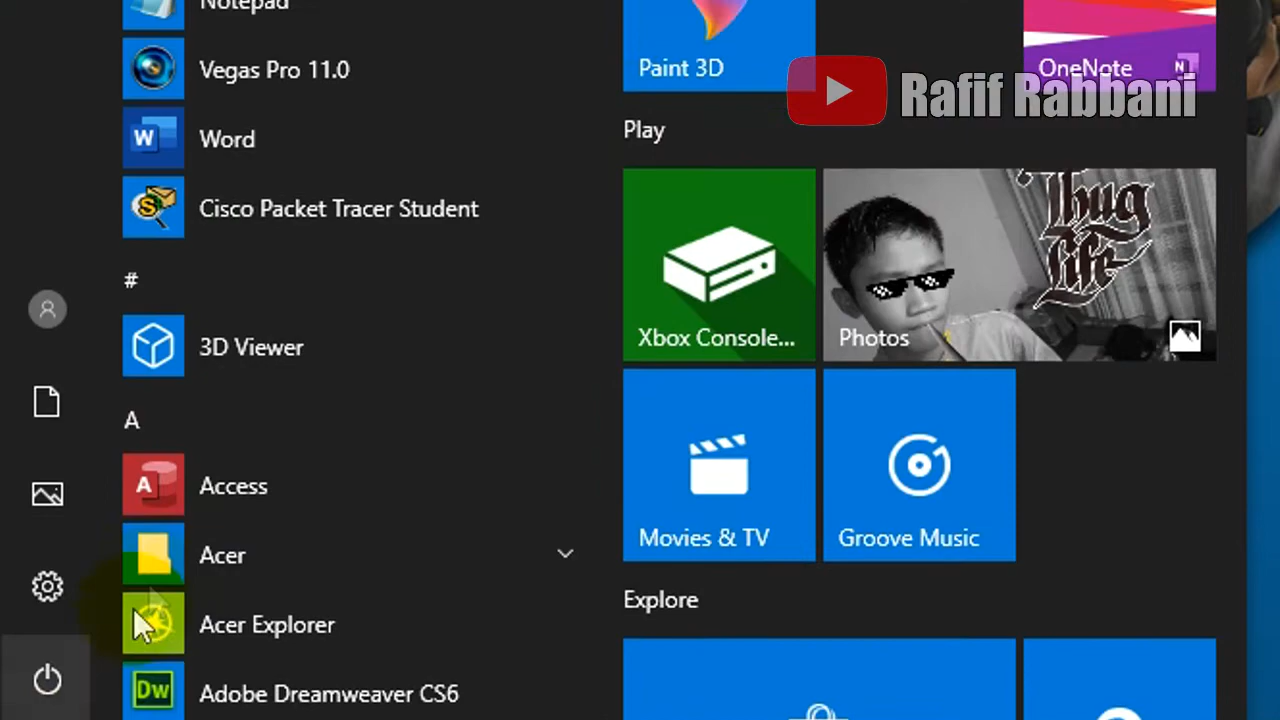 Notepad
Vegas Pro 11.0
Word
Cisco Packet Tracer Student
#
3D Viewer
A
Access
Acer
Acer Explorer
Adobe Dreamweaver CS6
Paint 3D
OneNote
N
Rafif Rabbani
Play
Xbox Console...
Thug
Life
Photos
Movies & TV
Groove Music
Explore
W
S
A
Dw